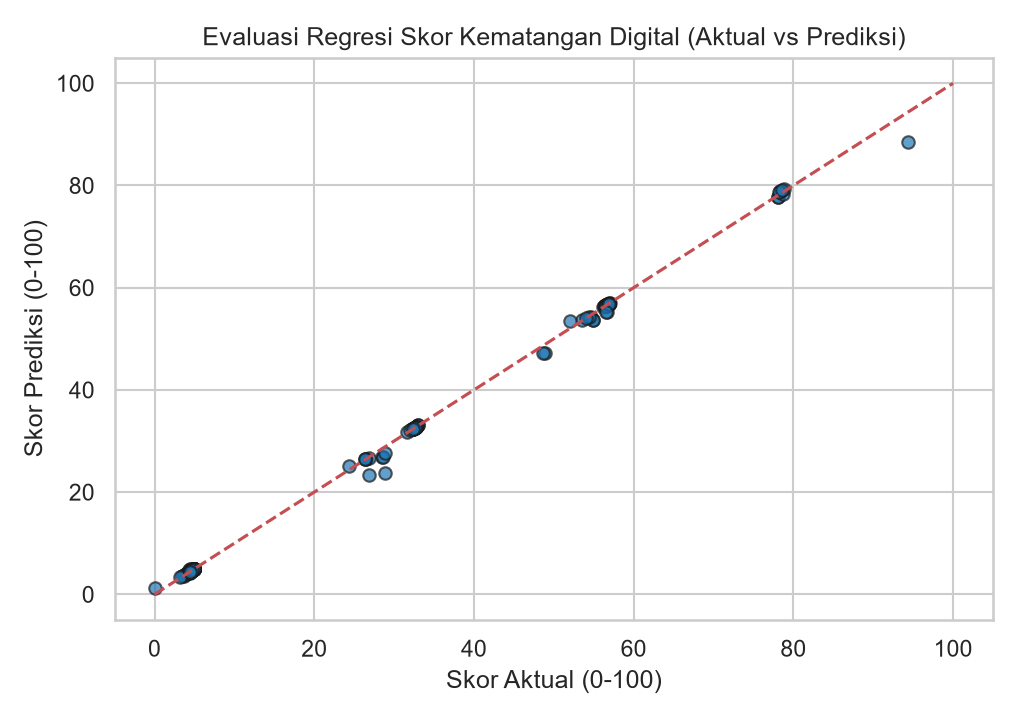 Evaluasi Regresi Skor Kematangan Digital (Aktual vs Prediksi)
Skor Prediksi (0-100)
100
80
60
40
20
0
0 20 40 60 80 100
Skor Aktual (0-100)